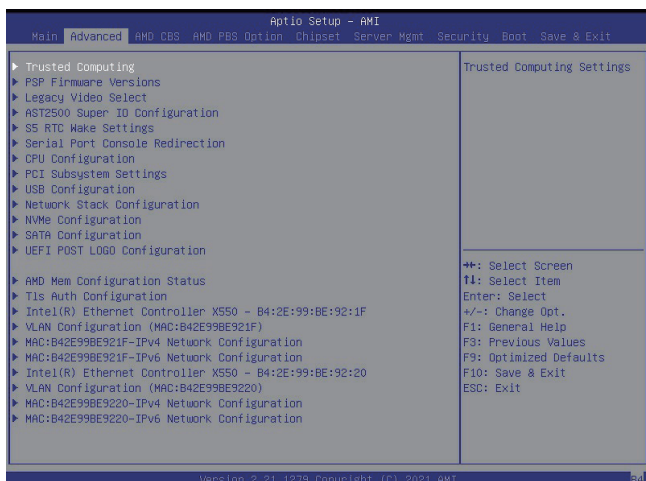 Aptio Setup – AMI
Main Advanced AMD CBS AMD PBS Option Chipset Server Mgmt Security Boot Save & Exit
Trusted Computing
PSP Firmware Versions
Legacy Video Select
AST2500 Super IO Configuration
S5 RTC Wake Settings
Serial Port Console Redirection
CPU Configuration
PCI Subsystem Settings
USB Configuration
Network Stack Configuration
NVMe Configuration
SATA Configuration
UEFI POST LOGO Configuration
AMD Mem Configuration Status
Tls Auth Configuration
Intel(R) Ethernet Controller X550 - B4:2E:99:BE:92:1F
VLAN Configuration (MAC:B42E99BE921F)
MAC:B42E99BE921F-IPv4 Network Configuration
MAC:B42E99BE921F-IPv6 Network Configuration
Intel(R) Ethernet Controller X550 - B4:2E:99:BE:92:20
VLAN Configuration (MAC:B42E99BE9220)
MAC:B42E99BE9220-IPv4 Network Configuration
MAC:B42E99BE9220-IPv6 Network Configuration
Trusted Computing Settings
→←: Select Screen
↑↓: Select Item
Enter: Select
+/-: Change Opt.
F1: General Help
F3: Previous Values
F9: Optimized Defaults
F10: Save & Exit
ESC: Exit
Version 2.21.1279 Copyright (C) 2021 AMI